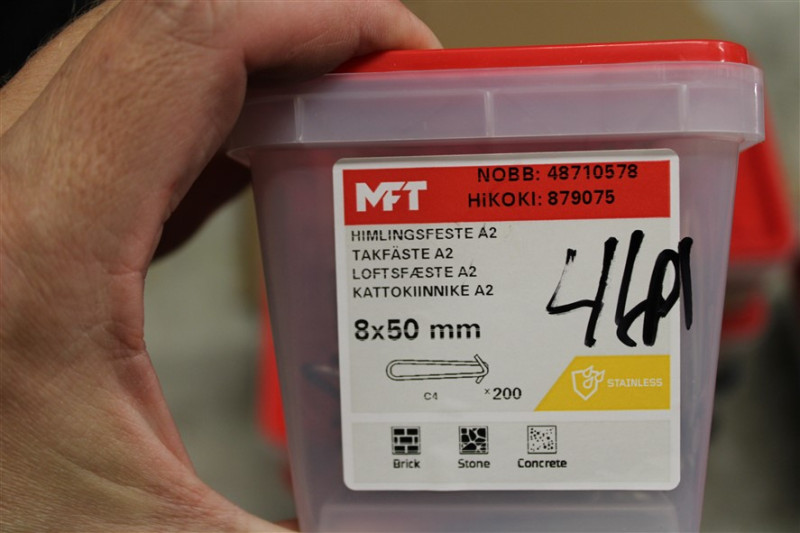 MFT
NOBB: 48710578
HiKOKI: 879075
HIMLINGSFESTE A2
TAKFÄSTE A2
LOFTSFÆSTE A2
KATTOKIINNIKE A2
8x50 mm
C4
x200
STAINLESS
Brick Stone Concrete